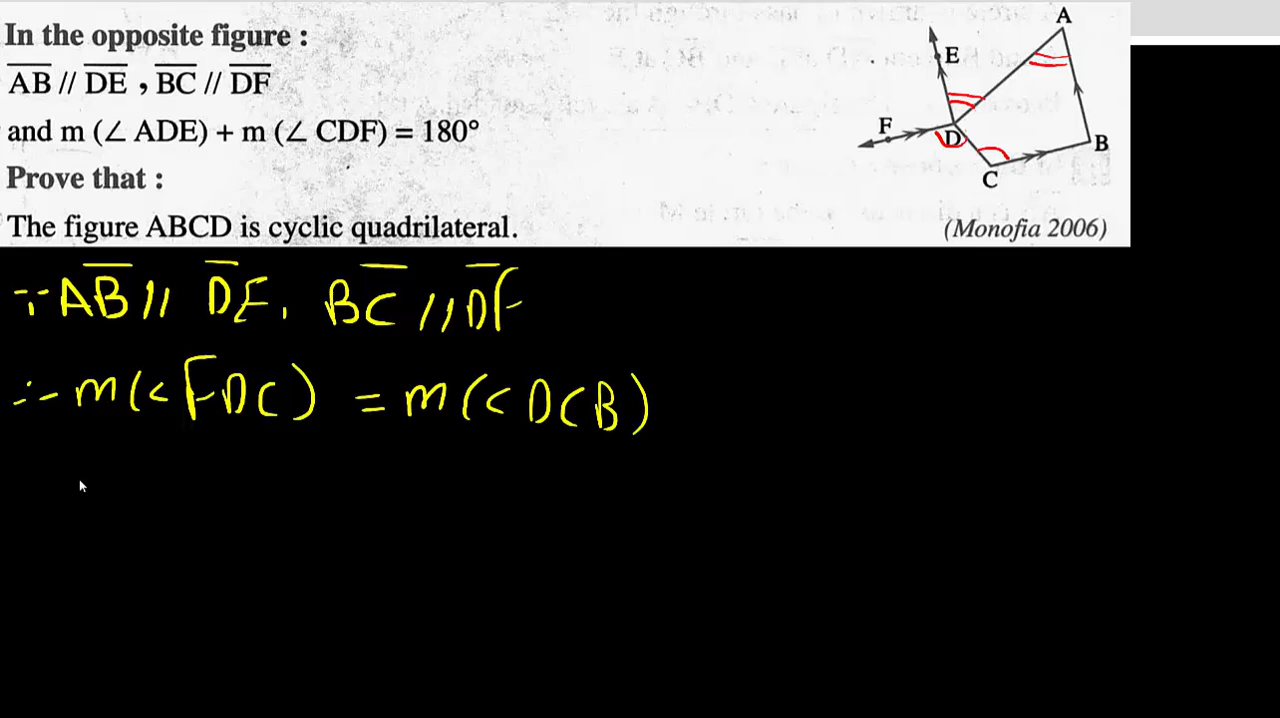 In the opposite figure :
AB // DE , BC // DF
and m (∠ ADE) + m (∠ CDF) = 180°
Prove that :
The figure ABCD is cyclic quadrilateral.
(Monofia 2006)
A
E
F
D
B
C
∵ AB // DE, BC // DF
∴ m(< FDC) = m(< DCB)